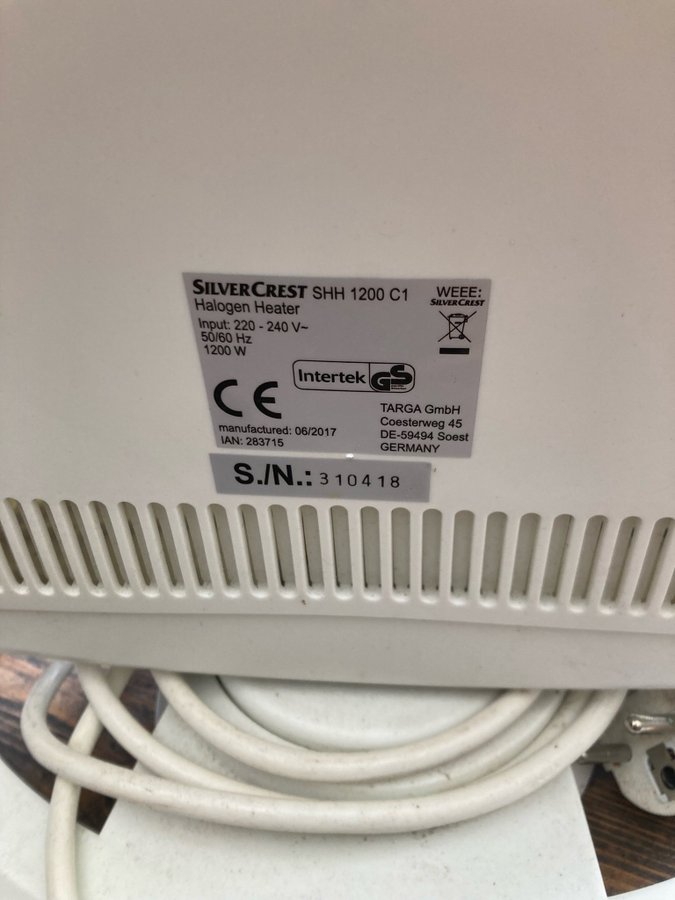 SILVERCREST SHH 1200 C1
Halogen Heater
Input: 220 - 240 V~
50/60 Hz
1200 W
WEEE:
SILVERCREST
Intertek GS
CE
manufactured: 06/2017
IAN: 283715
TARGA GmbH
Coesterweg 45
DE-59494 Soest
GERMANY
S./N.: 310418